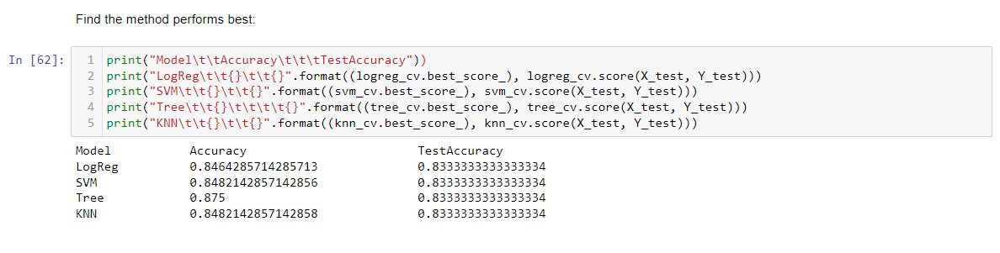 Find the method performs best:
In [62]:
1 print("Model\t\tAccuracy\t\t\tTestAccuracy"))
2 print("LogReg\t\t{}\t\t{}".format((logreg_cv.best_score_), logreg_cv.score(X_test, Y_test)))
3 print("SVM\t\t{}\t\t{}".format((svm_cv.best_score_), svm_cv.score(X_test, Y_test)))
4 print("Tree\t\t{}\t\t\t\t{}".format((tree_cv.best_score_), tree_cv.score(X_test, Y_test)))
5 print("KNN\t\t{}\t\t{}".format((knn_cv.best_score_), knn_cv.score(X_test, Y_test)))
Model Accuracy TestAccuracy
LogReg 0.8464285714285713 0.8333333333333334
SVM 0.8482142857142856 0.8333333333333334
Tree 0.875 0.8333333333333334
KNN 0.8482142857142858 0.8333333333333334